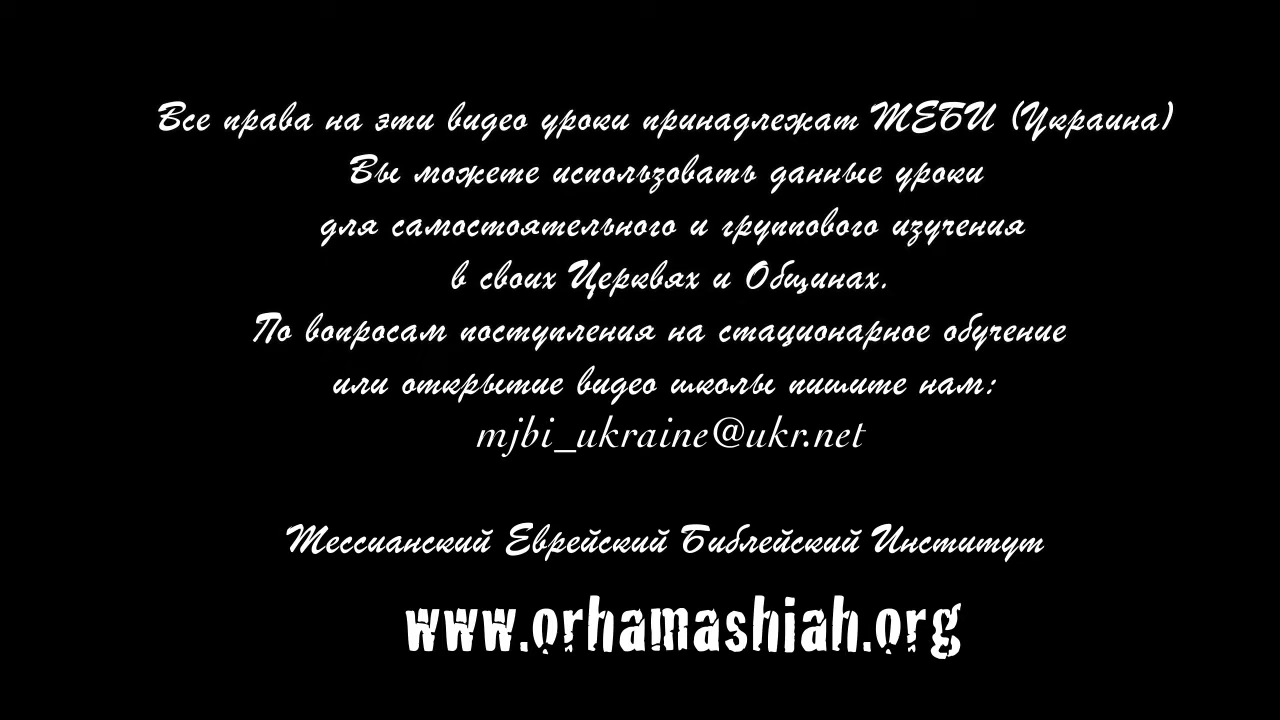 Все права на эти видео уроки принадлежат МЕБИ (Украина)
Вы можете использовать данные уроки
для самостоятельного и группового изучения
в своих Церквях и Общинах.
По вопросам поступления на стационарное обучение
или открытие видео школы пишите нам:
mjbi_ukraine@ukr.net
Мессианский Еврейский Библейский Институт
www.orhamashiah.org